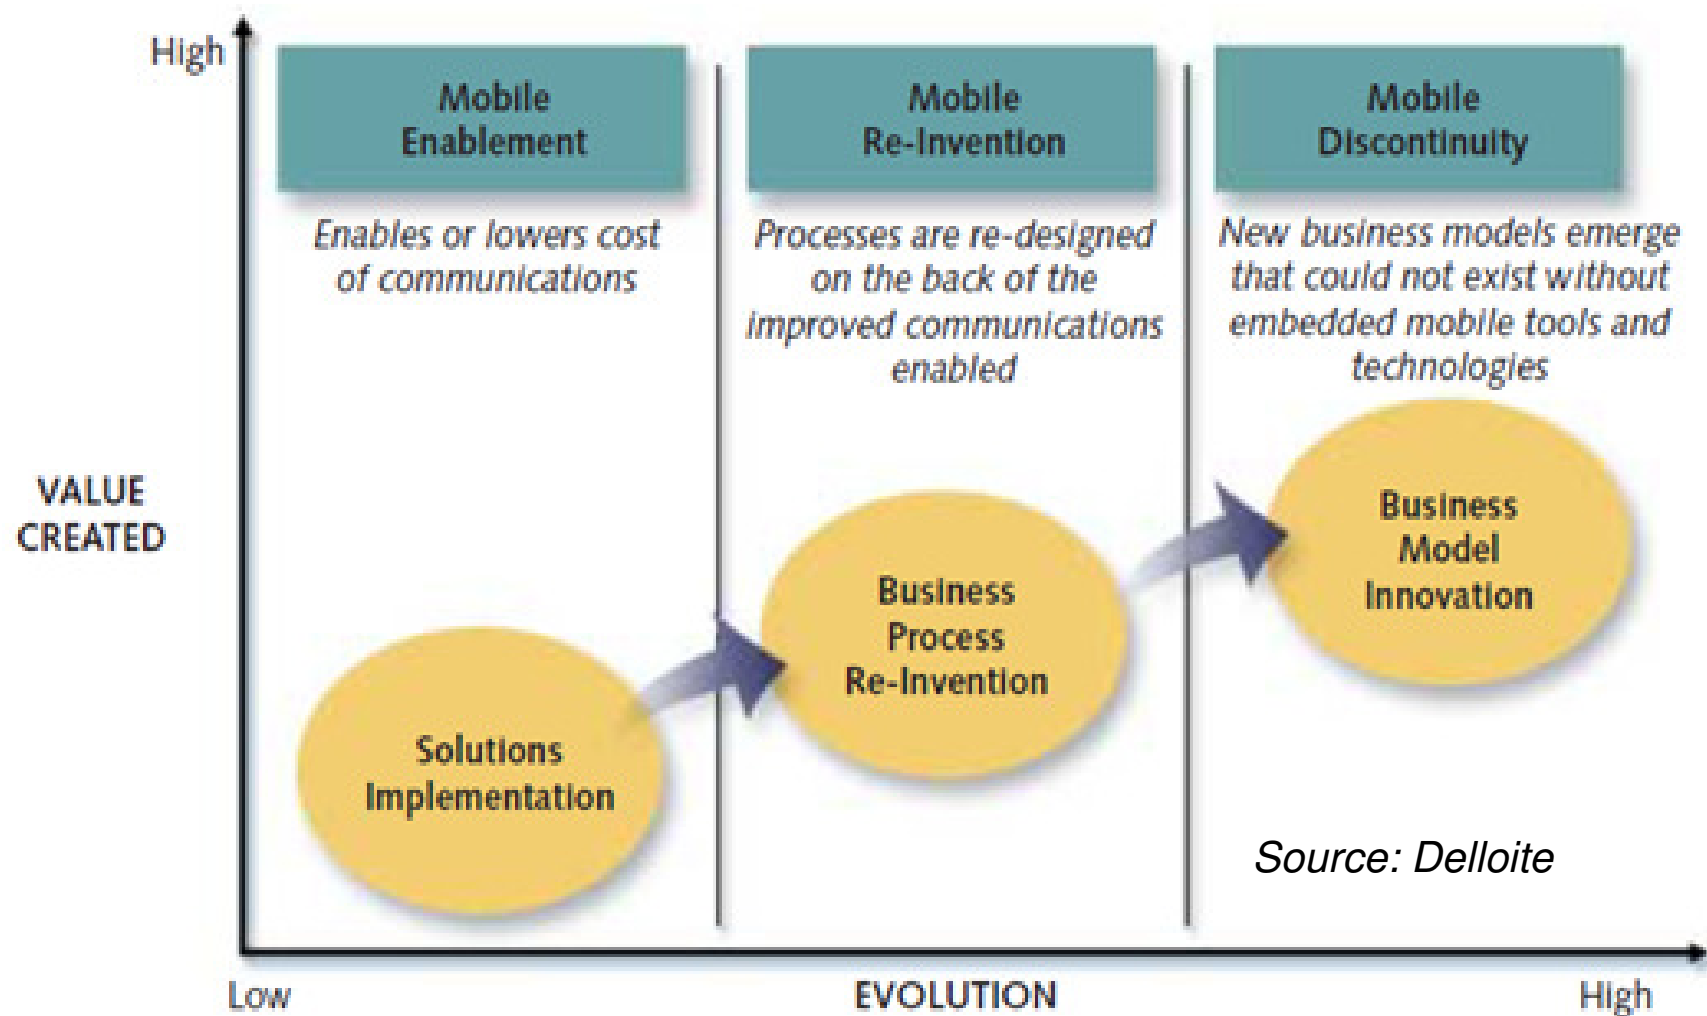 High
Mobile
Enablement
Mobile
Re-Invention
Mobile
Discontinuity
Enables or lowers cost
of communications
Processes are re-designed
on the back of the
improved communications
enabled
New business models emerge
that could not exist without
embedded mobile tools and
technologies
VALUE
CREATED
Solutions
Implementation
Business
Process
Re-Invention
Business
Model
Innovation
Source: Delloite
Low
EVOLUTION
High